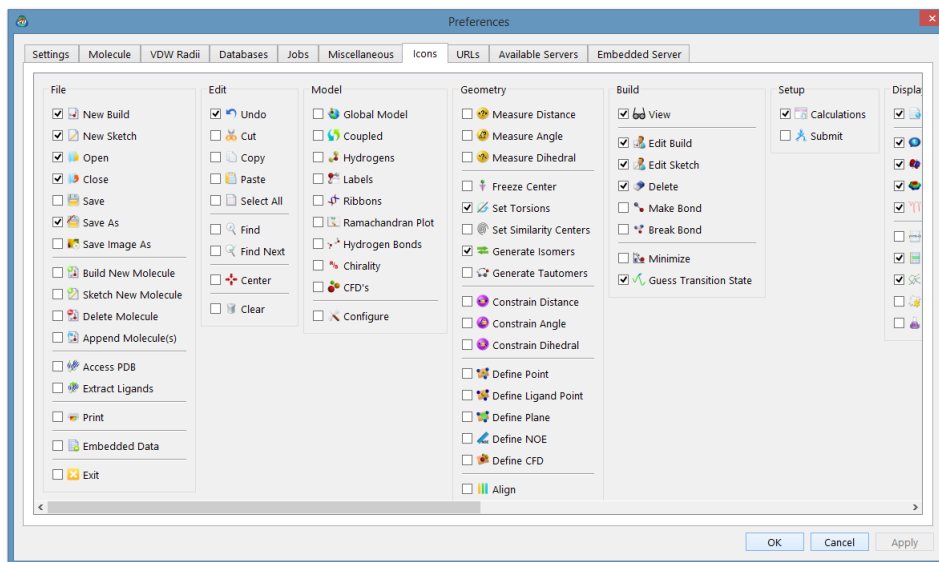 Preferences
Settings
Molecule
VDW Radii
Databases
Jobs
Miscellaneous
Icons
URLs
Available Servers
Embedded Server
File
New Build
New Sketch
Open
Close
Save
Save As
Save Image As
Build New Molecule
Sketch New Molecule
Delete Molecule
Append Molecule(s)
Access PDB
Extract Ligands
Print
Embedded Data
Exit
Edit
Undo
Cut
Copy
Paste
Select All
Find
Find Next
Center
Clear
Model
Global Model
Coupled
Hydrogens
Labels
Ribbons
Ramachandran Plot
Hydrogen Bonds
Chirality
CFD's
Configure
Geometry
Measure Distance
Measure Angle
Measure Dihedral
Freeze Center
Set Torsions
Set Similarity Centers
Generate Isomers
Generate Tautomers
Constrain Distance
Constrain Angle
Constrain Dihedral
Define Point
Define Ligand Point
Define Plane
Define NOE
Define CFD
Align
Build
View
Edit Build
Edit Sketch
Delete
Make Bond
Break Bond
Minimize
Guess Transition State
Setup
Calculations
Submit
Displa
OK
Cancel
Apply